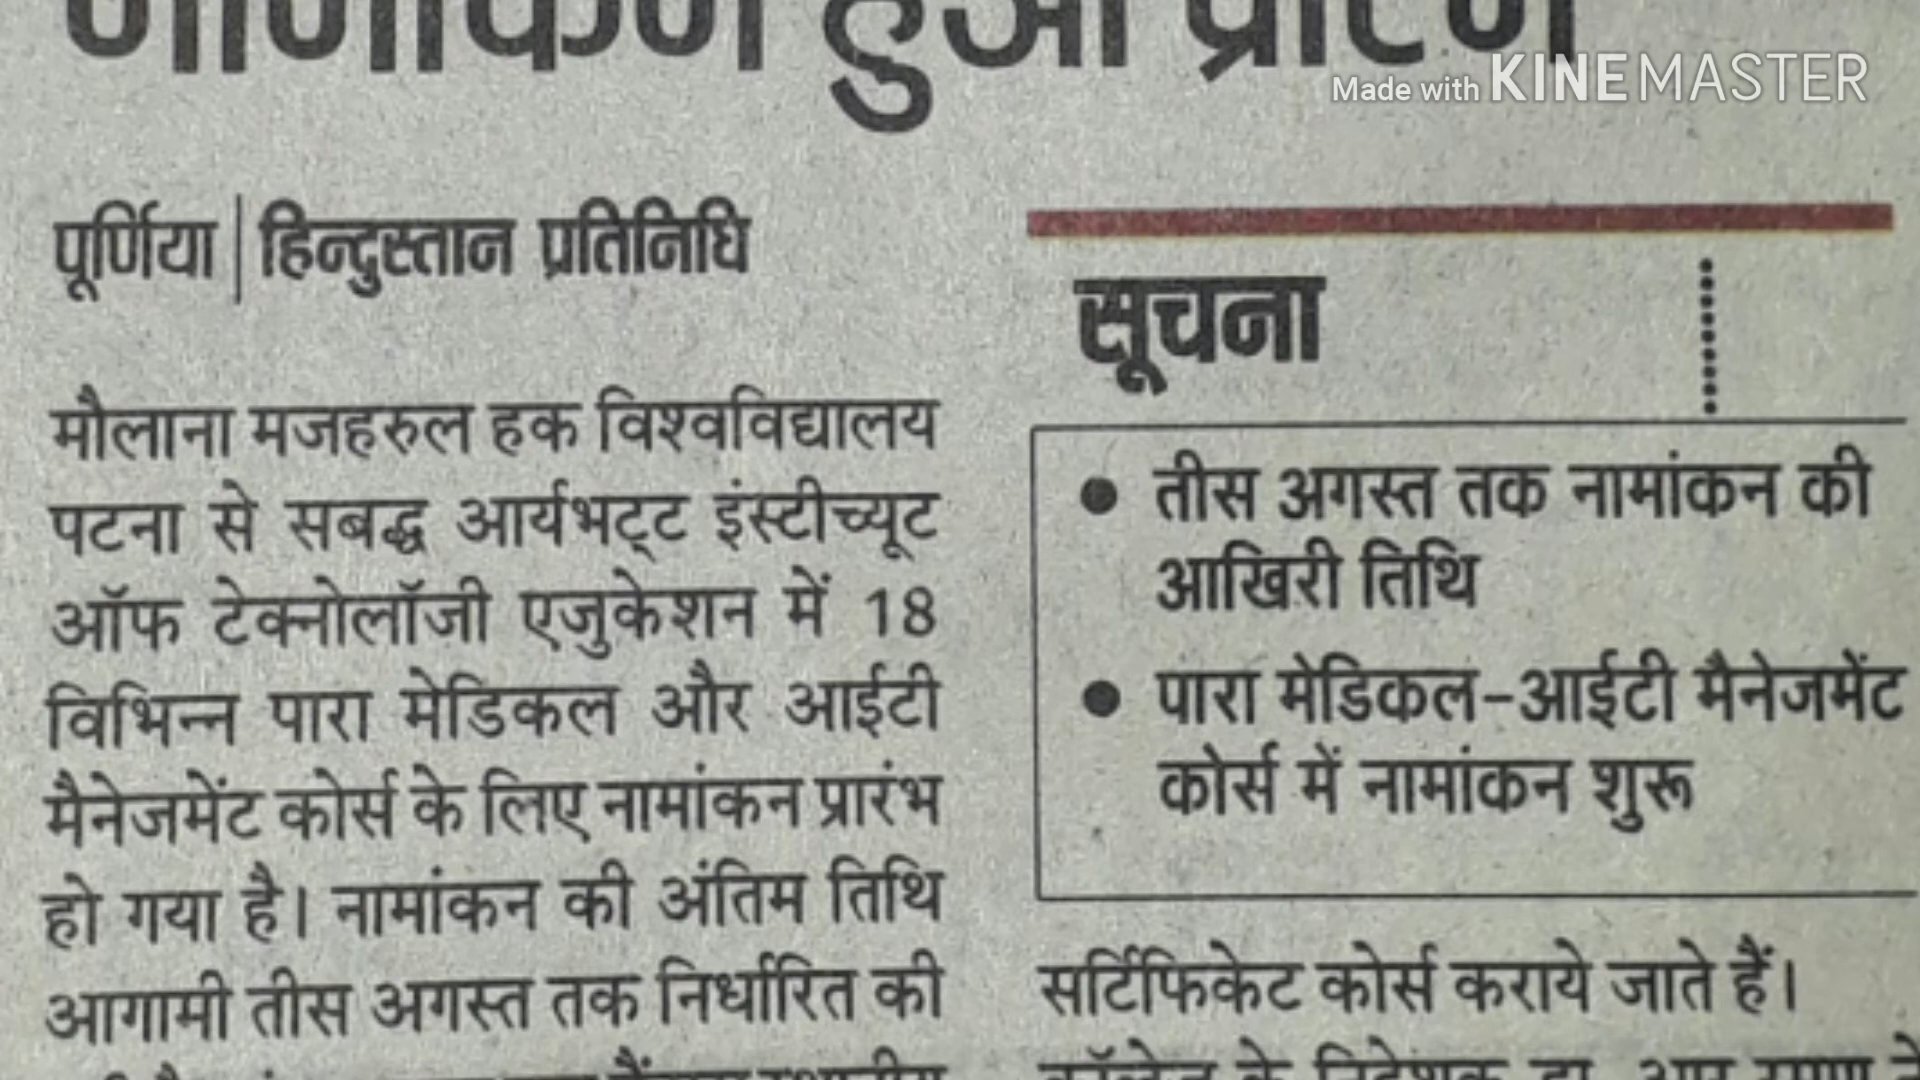 नामांकन हुआ प्रारंभ
Made with KINEMASTER
पूर्णिया | हिन्दुस्तान प्रतिनिधि
मौलाना मजहरुल हक विश्वविद्यालय
पटना से सबद्ध आर्यभट्ट इंस्टीच्यूट
ऑफ टेक्नोलॉजी एजुकेशन में 18
विभिन्न पारा मेडिकल और आईटी
मैनेजमेंट कोर्स के लिए नामांकन प्रारंभ
हो गया है। नामांकन की अंतिम तिथि
आगामी तीस अगस्त तक निर्धारित की
सूचना
• तीस अगस्त तक नामांकन की
आखिरी तिथि
• पारा मेडिकल-आईटी मैनेजमेंट
कोर्स में नामांकन शुरू
सर्टिफिकेट कोर्स कराये जाते हैं।